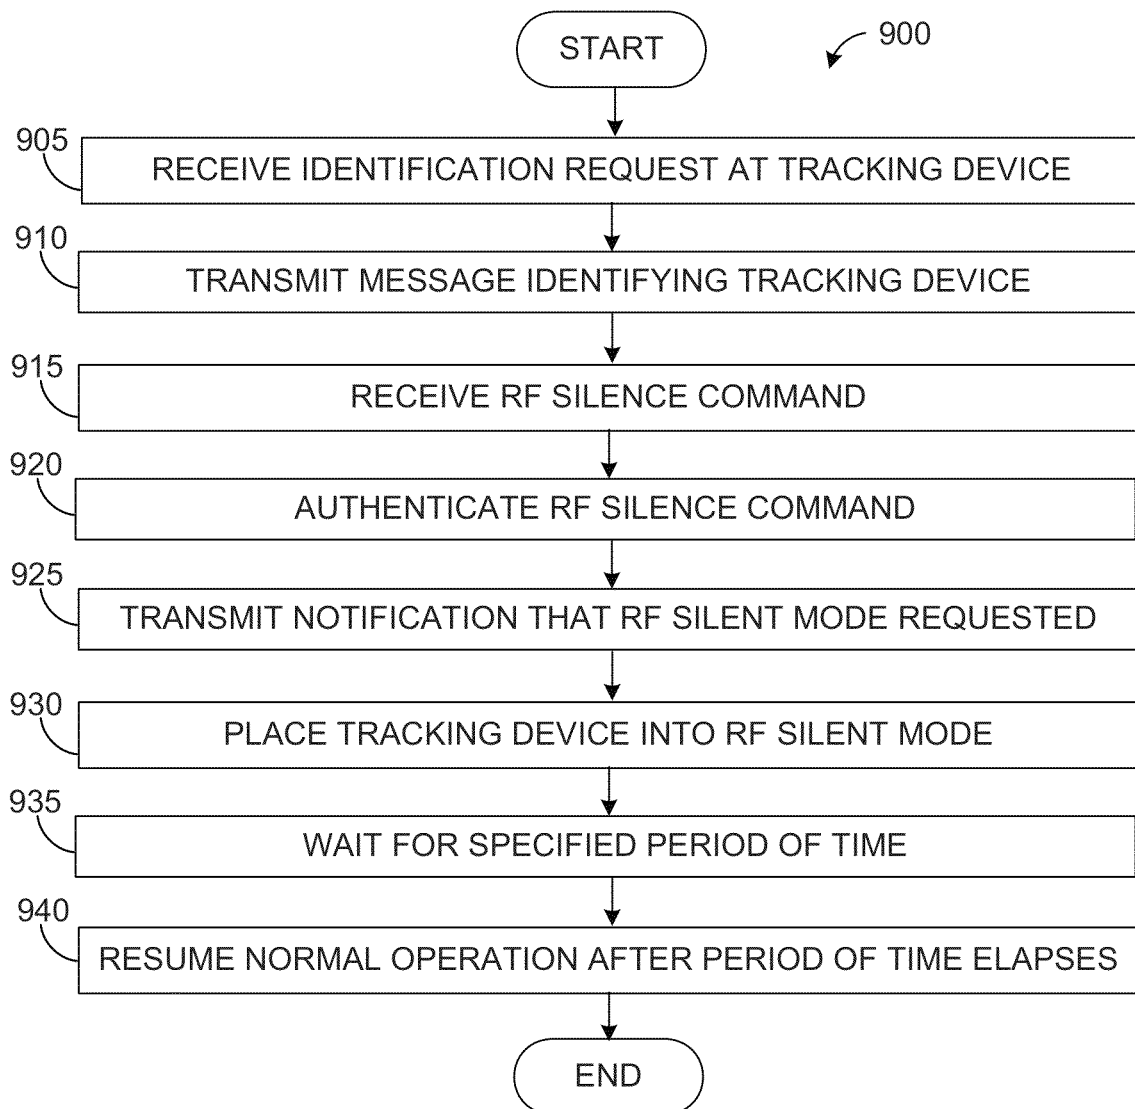 START
900
905
RECEIVE IDENTIFICATION REQUEST AT TRACKING DEVICE
910
TRANSMIT MESSAGE IDENTIFYING TRACKING DEVICE
915
RECEIVE RF SILENCE COMMAND
920
AUTHENTICATE RF SILENCE COMMAND
925
TRANSMIT NOTIFICATION THAT RF SILENT MODE REQUESTED
930
PLACE TRACKING DEVICE INTO RF SILENT MODE
935
WAIT FOR SPECIFIED PERIOD OF TIME
940
RESUME NORMAL OPERATION AFTER PERIOD OF TIME ELAPSES
END